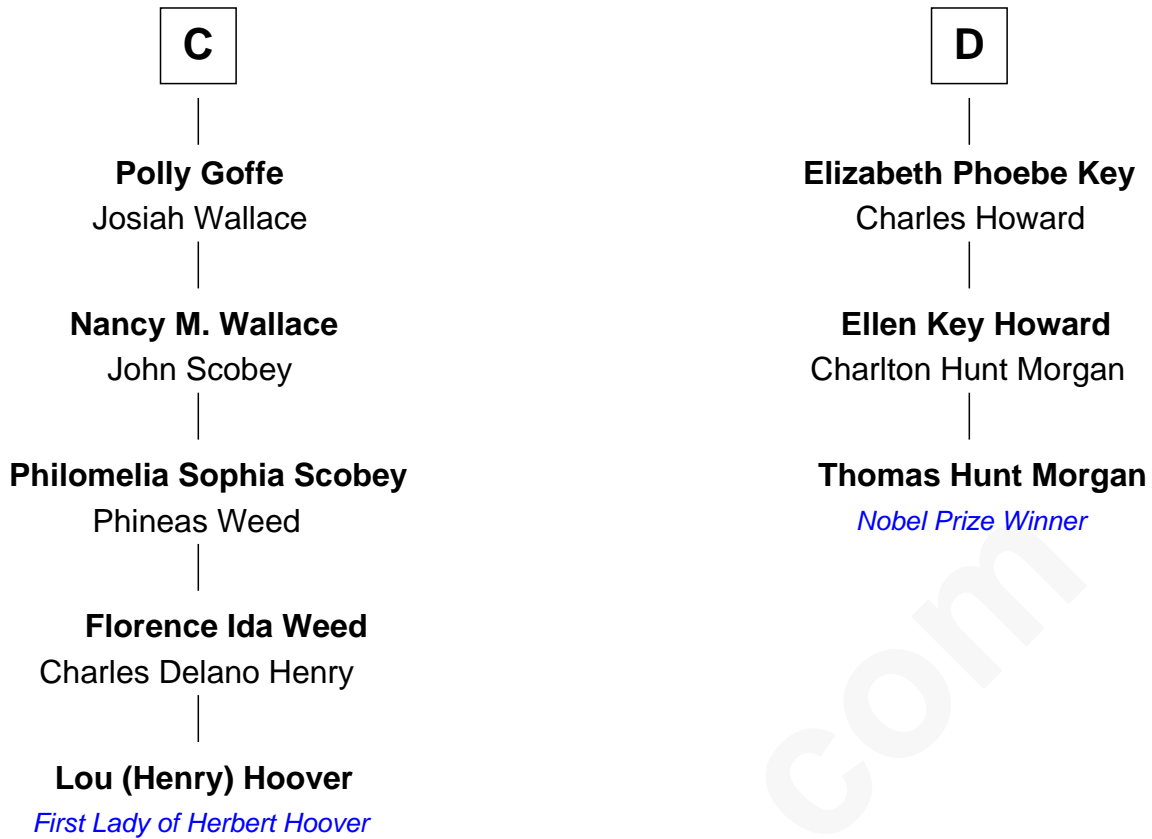 C
Polly Goffe
Josiah Wallace
Nancy M. Wallace
John Scobey
Philomelia Sophia Scobey
Phineas Weed
Florence Ida Weed
Charles Delano Henry
Lou (Henry) Hoover
First Lady of Herbert Hoover
D
Elizabeth Phoebe Key
Charles Howard
Ellen Key Howard
Charlton Hunt Morgan
Thomas Hunt Morgan
Nobel Prize Winner
com